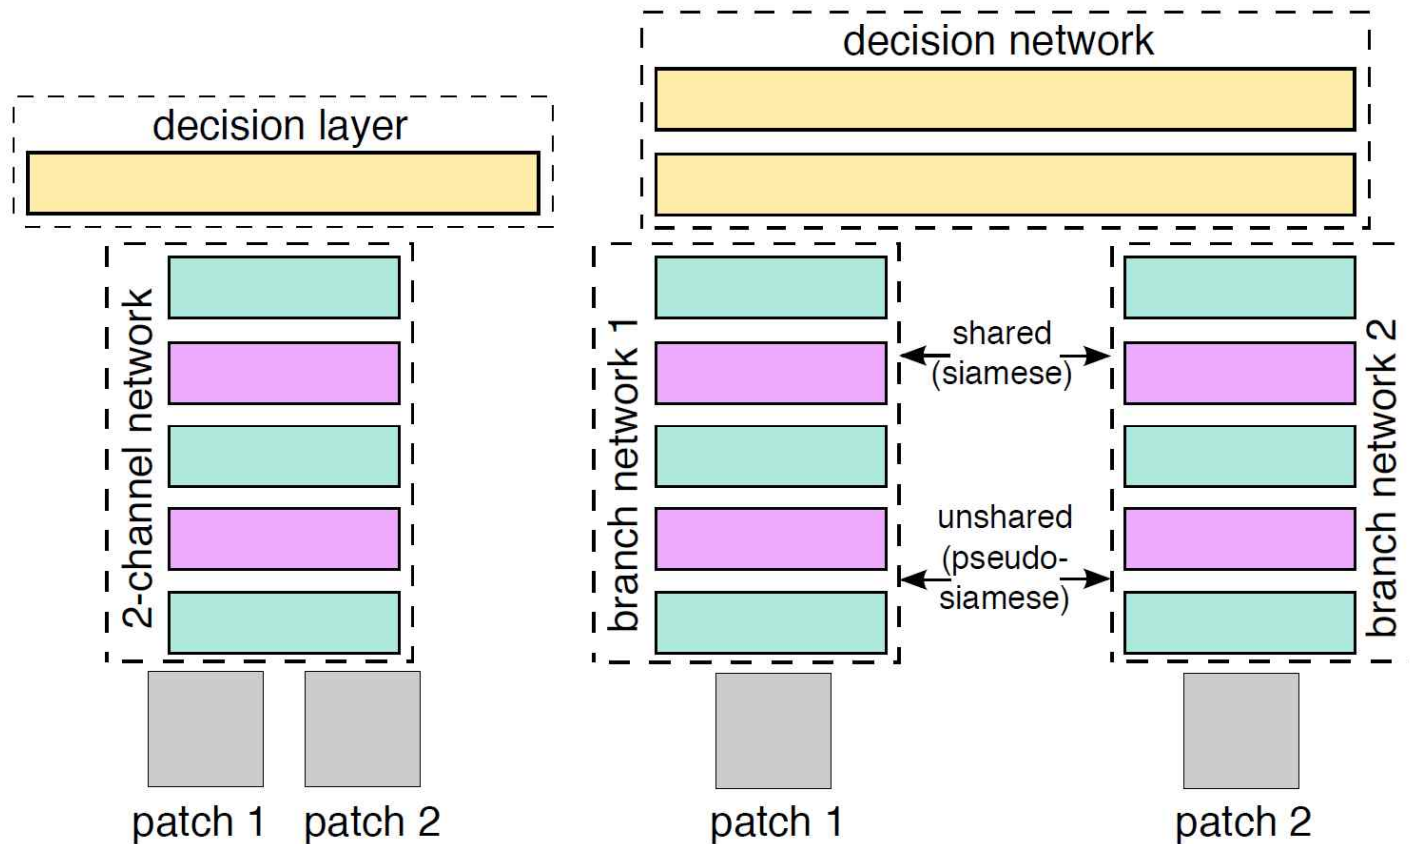 decision layer
2-channel network
patch 1
patch 2
decision network
branch network 1
shared
(siamese)
unshared
(pseudo-
siamese)
branch network 2
patch 1
patch 2